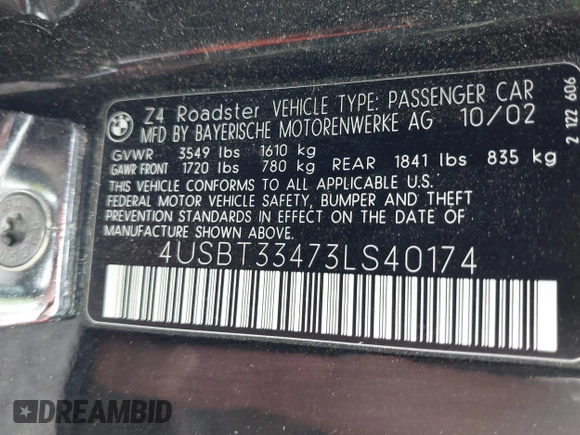 BMW
Z4 Roadster VEHICLE TYPE: PASSENGER CAR
MFD BY BAYERISCHE MOTORENWERKE AG 10/02
GVWR 3549 lbs 1610 kg
GAWR FRONT 1720 lbs 780 kg REAR 1841 lbs 835 kg
THIS VEHICLE CONFORMS TO ALL APPLICABLE U.S.
FEDERAL MOTOR VEHICLE SAFETY, BUMPER AND THEFT
PREVENTION STANDARDS IN EFFECT ON THE DATE OF
MANUFACTURE SHOWN ABOVE.
4USBT33473LS40174
2 122 606
DREAMBID